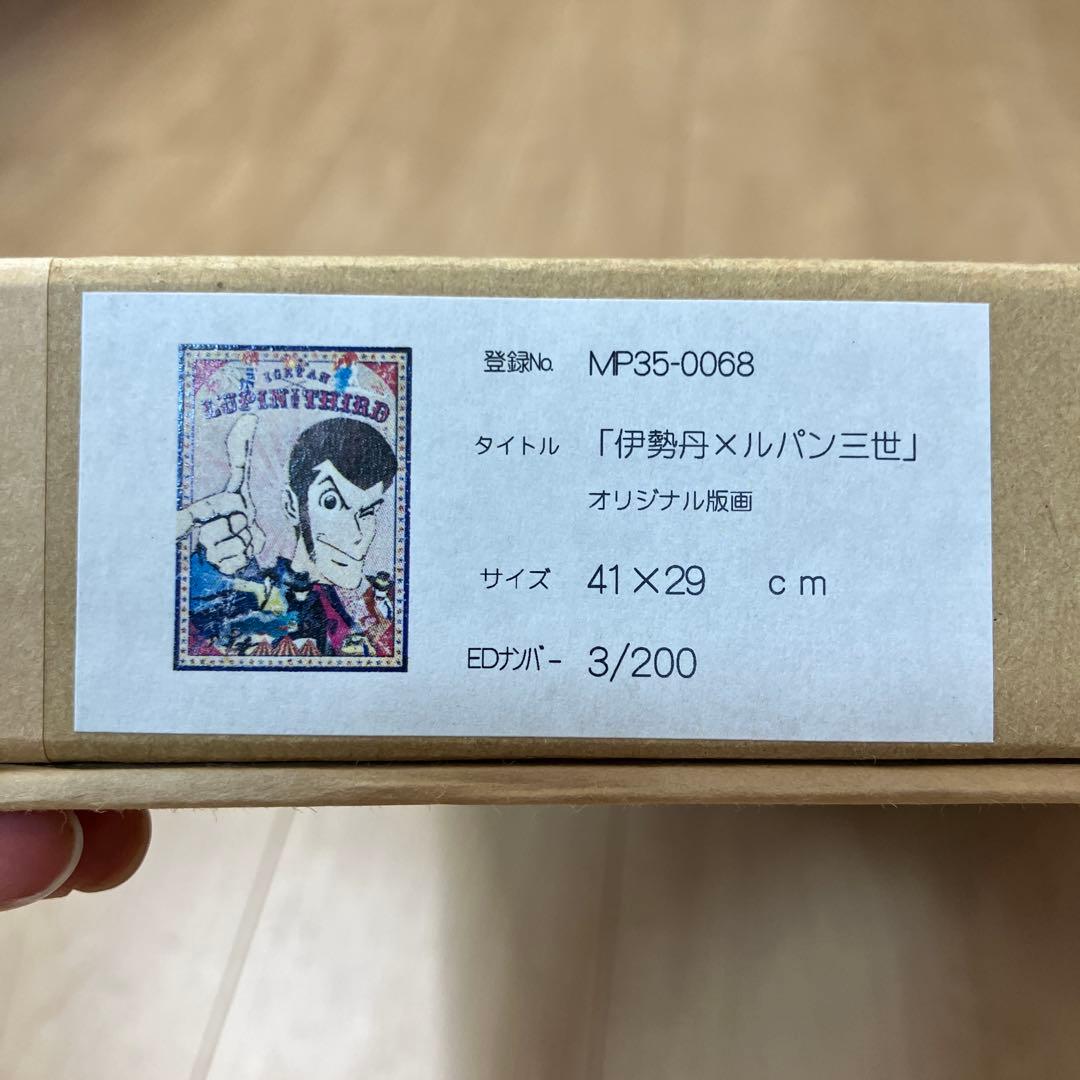 ISETAN
LUPIN THE THIRD
登録No. MP35-0068
タイトル 「伊勢丹×ルパン三世」
オリジナル版画
サイズ 41×29 cm
EDナンバー 3/200